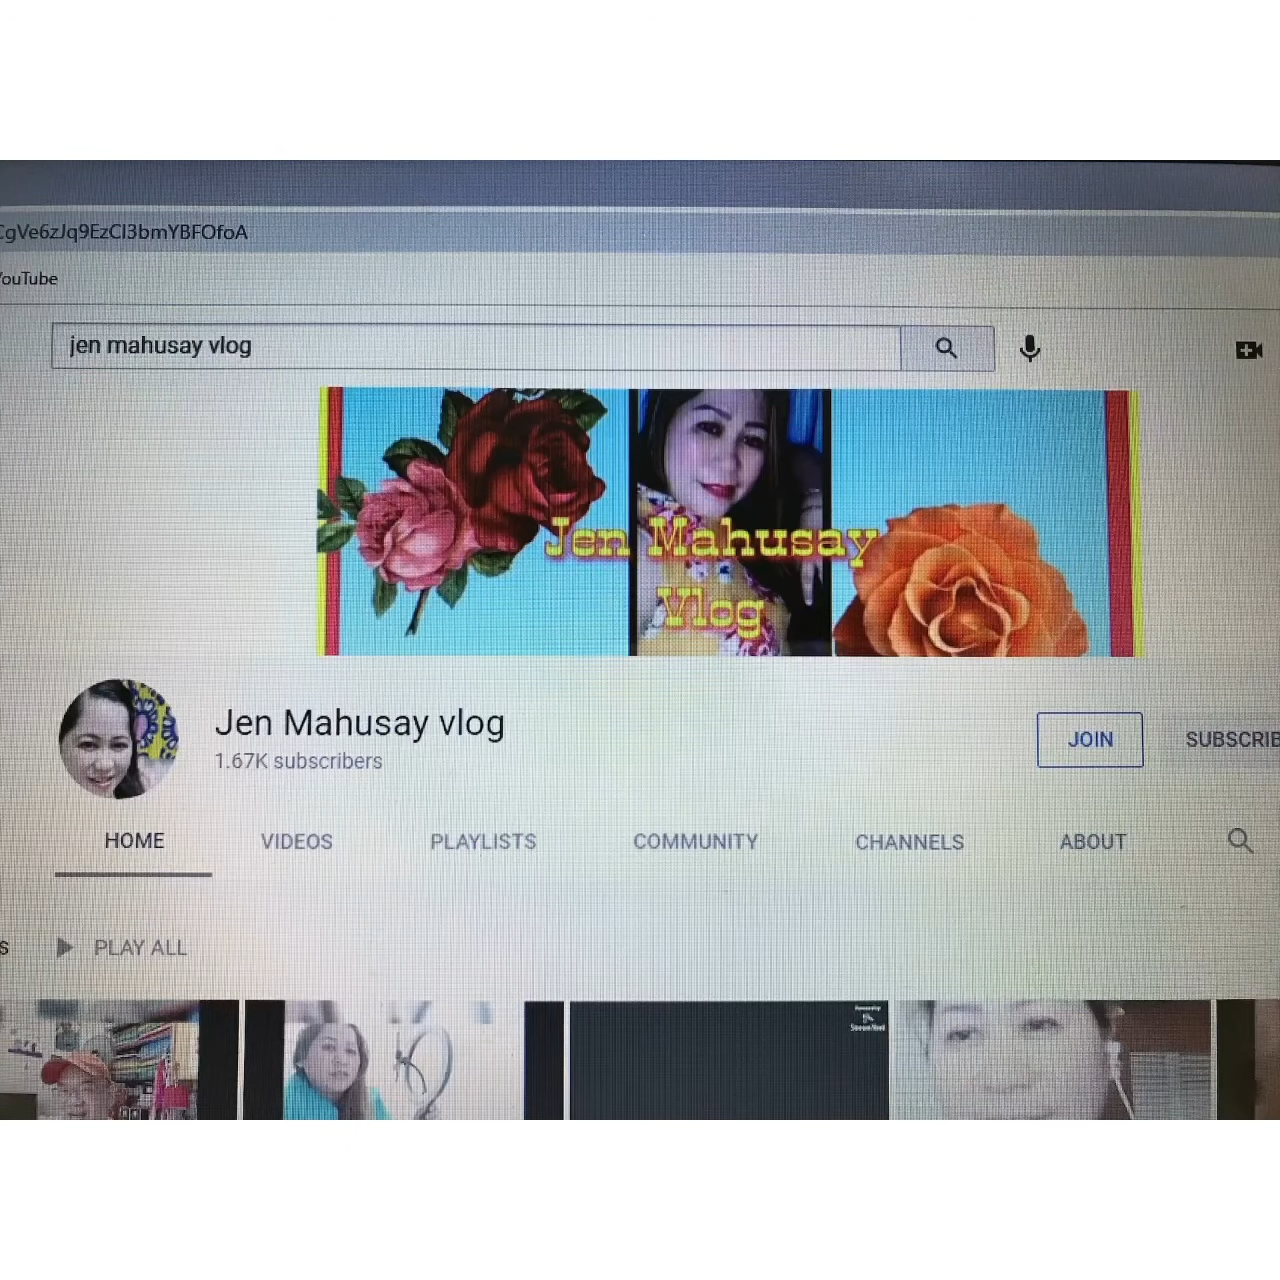 CgVe6zJq9EzCl3bmYBFOfoA
YouTube
jen mahusay vlog
Jen Mahusay
Vlog
Jen Mahusay vlog
1.67K subscribers
JOIN
SUBSCRIB
HOME VIDEOS PLAYLISTS COMMUNITY CHANNELS ABOUT
S PLAY ALL